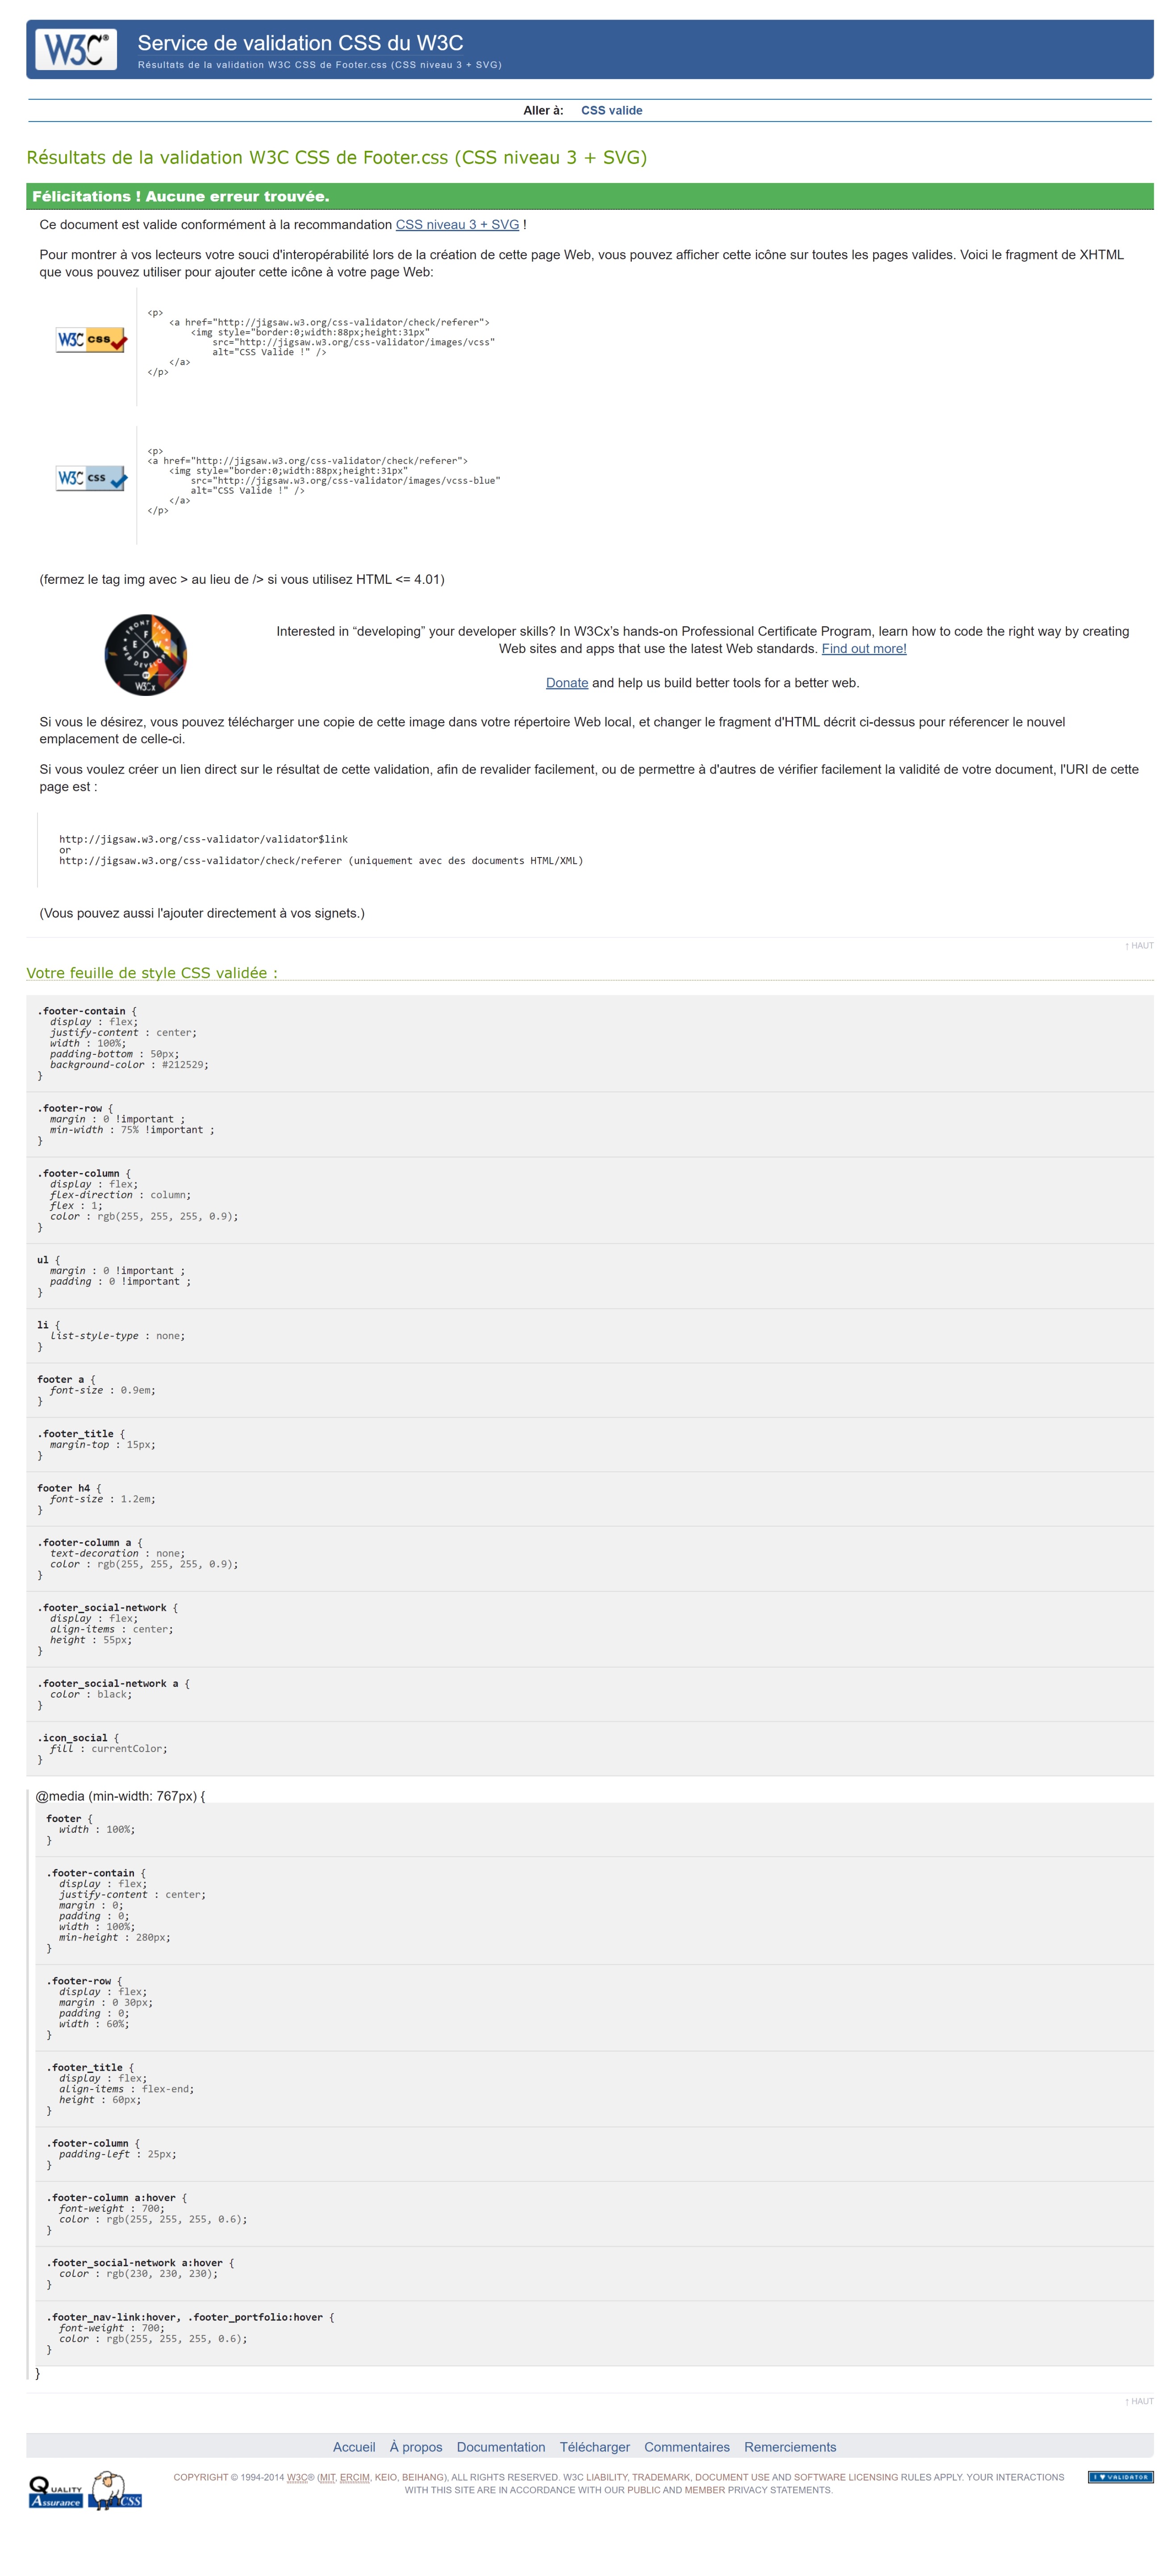 W3C®
Service de validation CSS du W3C
Résultats de la validation W3C CSS de Footer.css (CSS niveau 3 + SVG)
Aller à: CSS valide
Résultats de la validation W3C CSS de Footer.css (CSS niveau 3 + SVG)
Félicitations ! Aucune erreur trouvée.
Ce document est valide conformément à la recommandation CSS niveau 3 + SVG !
Pour montrer à vos lecteurs votre souci d'interopérabilité lors de la création de cette page Web, vous pouvez afficher cette icône sur toutes les pages valides. Voici le fragment de XHTML
que vous pouvez utiliser pour ajouter cette icône à votre page Web:
W3C css
<p>
<a href="http://jigsaw.w3.org/css-validator/check/referer">
<img style="border:0;width:88px;height:31px"
src="http://jigsaw.w3.org/css-validator/images/vcss"
alt="CSS Valide !" />
</a>
</p>
W3C css
<p>
<a href="http://jigsaw.w3.org/css-validator/check/referer">
<img style="border:0;width:88px;height:31px"
src="http://jigsaw.w3.org/css-validator/images/vcss-blue"
alt="CSS Valide !" />
</a>
</p>
(fermez le tag img avec > au lieu de /> si vous utilisez HTML <= 4.01)
FRONT END
F E
E D
WEB DEVELOPER
W3Cx
Interested in “developing” your developer skills? In W3Cx’s hands-on Professional Certificate Program, learn how to code the right way by creating
Web sites and apps that use the latest Web standards. Find out more!
Donate and help us build better tools for a better web.
Si vous le désirez, vous pouvez télécharger une copie de cette image dans votre répertoire Web local, et changer le fragment d'HTML décrit ci-dessus pour réferencer le nouvel
emplacement de celle-ci.
Si vous voulez créer un lien direct sur le résultat de cette validation, afin de revalider facilement, ou de permettre à d'autres de vérifier facilement la validité de votre document, l'URI de cette
page est :
http://jigsaw.w3.org/css-validator/validator$link
or
http://jigsaw.w3.org/css-validator/check/referer (uniquement avec des documents HTML/XML)
(Vous pouvez aussi l'ajouter directement à vos signets.)
↑ HAUT
Votre feuille de style CSS validée :
.footer-contain {
display : flex;
justify-content : center;
width : 100%;
padding-bottom : 50px;
background-color : #212529;
}
.footer-row {
margin : 0 !important ;
min-width : 75% !important ;
}
.footer-column {
display : flex;
flex-direction : column;
flex : 1;
color : rgb(255, 255, 255, 0.9);
}
ul {
margin : 0 !important ;
padding : 0 !important ;
}
li {
list-style-type : none;
}
footer a {
font-size : 0.9em;
}
.footer_title {
margin-top : 15px;
}
footer h4 {
font-size : 1.2em;
}
.footer-column a {
text-decoration : none;
color : rgb(255, 255, 255, 0.9);
}
.footer_social-network {
display : flex;
align-items : center;
height : 55px;
}
.footer_social-network a {
color : black;
}
.icon_social {
fill : currentColor;
}
@media (min-width: 767px) {
footer {
width : 100%;
}
.footer-contain {
display : flex;
justify-content : center;
margin : 0;
padding : 0;
width : 100%;
min-height : 280px;
}
.footer-row {
display : flex;
margin : 0 30px;
padding : 0;
width : 60%;
}
.footer_title {
display : flex;
align-items : flex-end;
height : 60px;
}
.footer-column {
padding-left : 25px;
}
.footer-column a:hover {
font-weight : 700;
color : rgb(255, 255, 255, 0.6);
}
.footer_social-network a:hover {
color : rgb(230, 230, 230);
}
.footer_nav-link:hover, .footer_portfolio:hover {
font-weight : 700;
color : rgb(255, 255, 255, 0.6);
}
}
↑ HAUT
Accueil À propos Documentation Télécharger Commentaires Remerciements
QUALITY
Assurance
CSS
COPYRIGHT © 1994-2014 W3C® (MIT, ERCIM, KEIO, BEIHANG), ALL RIGHTS RESERVED. W3C LIABILITY, TRADEMARK, DOCUMENT USE AND SOFTWARE LICENSING RULES APPLY. YOUR INTERACTIONS
WITH THIS SITE ARE IN ACCORDANCE WITH OUR PUBLIC AND MEMBER PRIVACY STATEMENTS.
I ♥ VALIDATOR